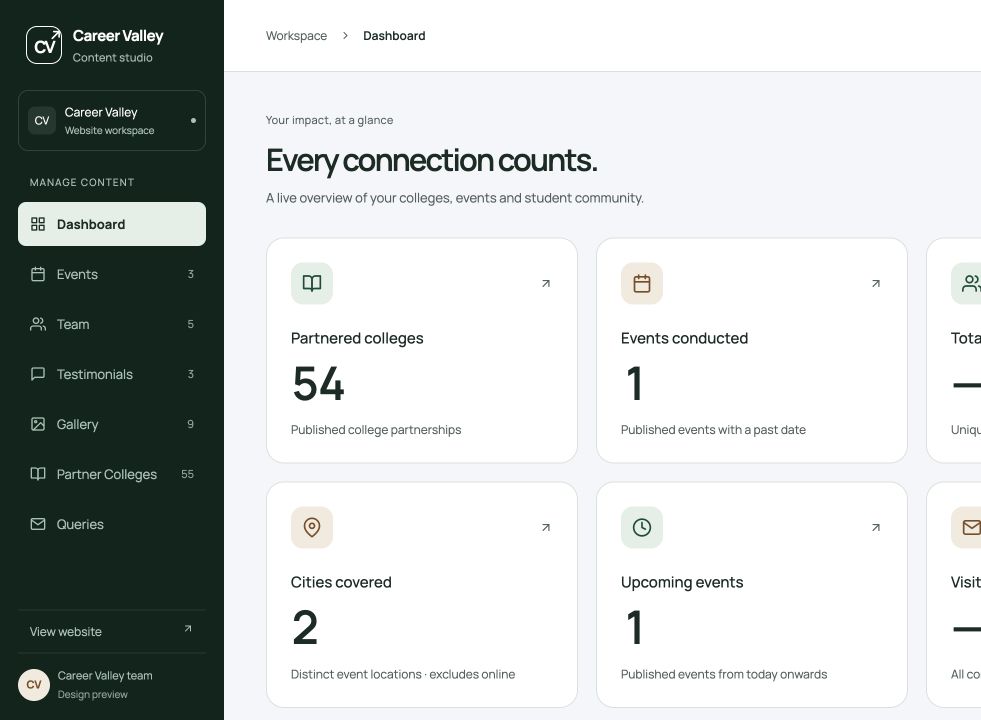 CV
Career Valley
Content studio
CV
Career Valley
Website workspace
MANAGE CONTENT
Dashboard
Events 3
Team 5
Testimonials 3
Gallery 9
Partner Colleges 55
Queries
View website
CV
Career Valley team
Design preview
Workspace > Dashboard
Your impact, at a glance
Every connection counts.
A live overview of your colleges, events and student community.
Partnered colleges
54
Published college partnerships
Events conducted
1
Published events with a past date
Tota
—
Uniqu
Cities covered
2
Distinct event locations · excludes online
Upcoming events
1
Published events from today onwards
Visit
—
All co